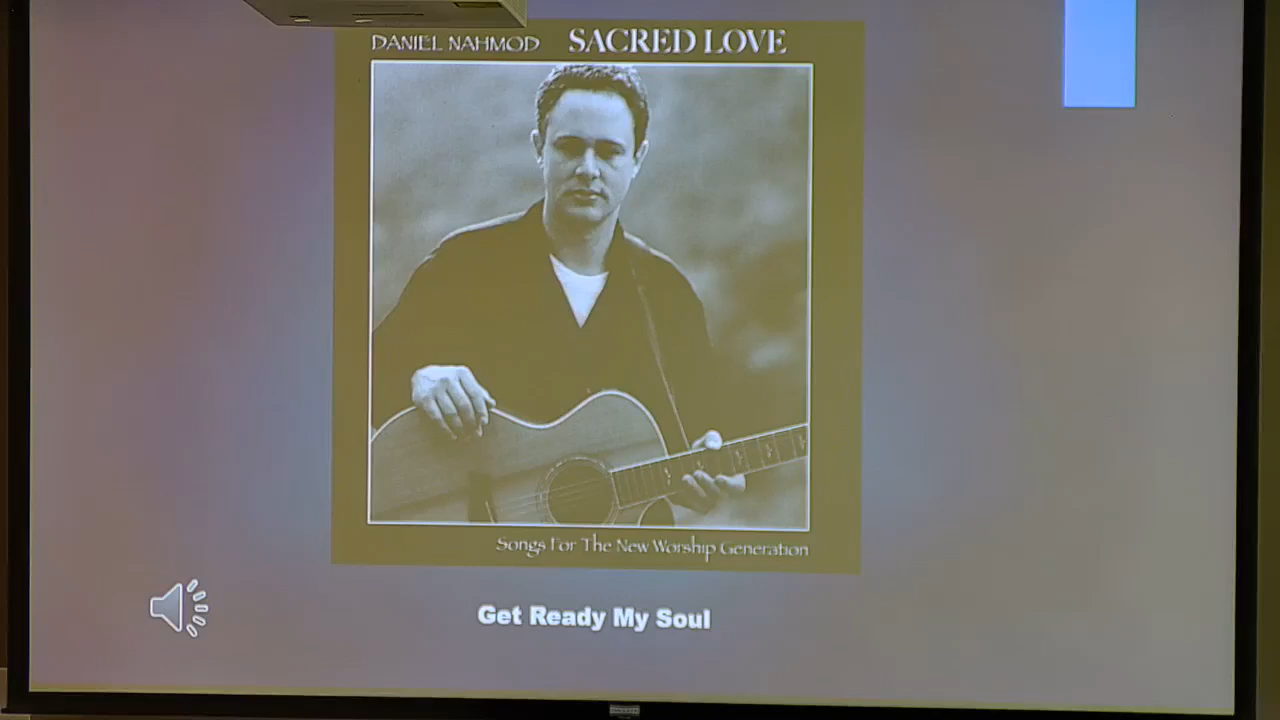 DANIEL NAHMOD SACRED LOVE
Songs For The New Worship Generation
Get Ready My Soul